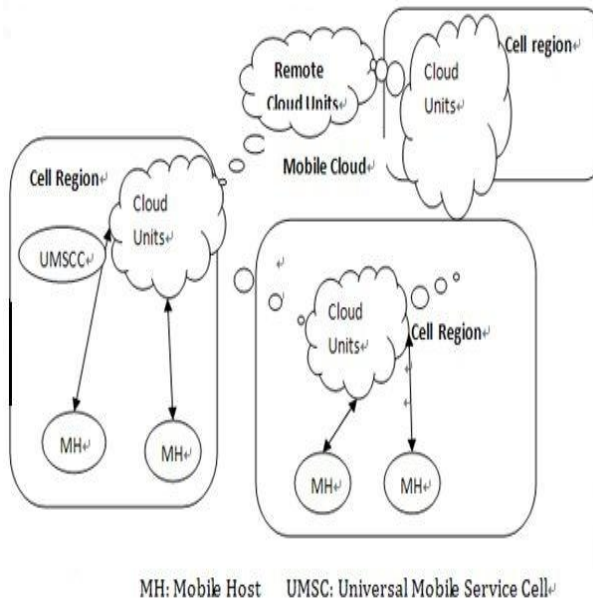 Remote
Cloud Units
Cell region
Cloud
Units
Mobile Cloud
Cell Region
Cloud
Units
UMSCC
MH
MH
Cloud
Units
Cell Region
MH
MH
MH: Mobile Host UMSC: Universal Mobile Service Cell